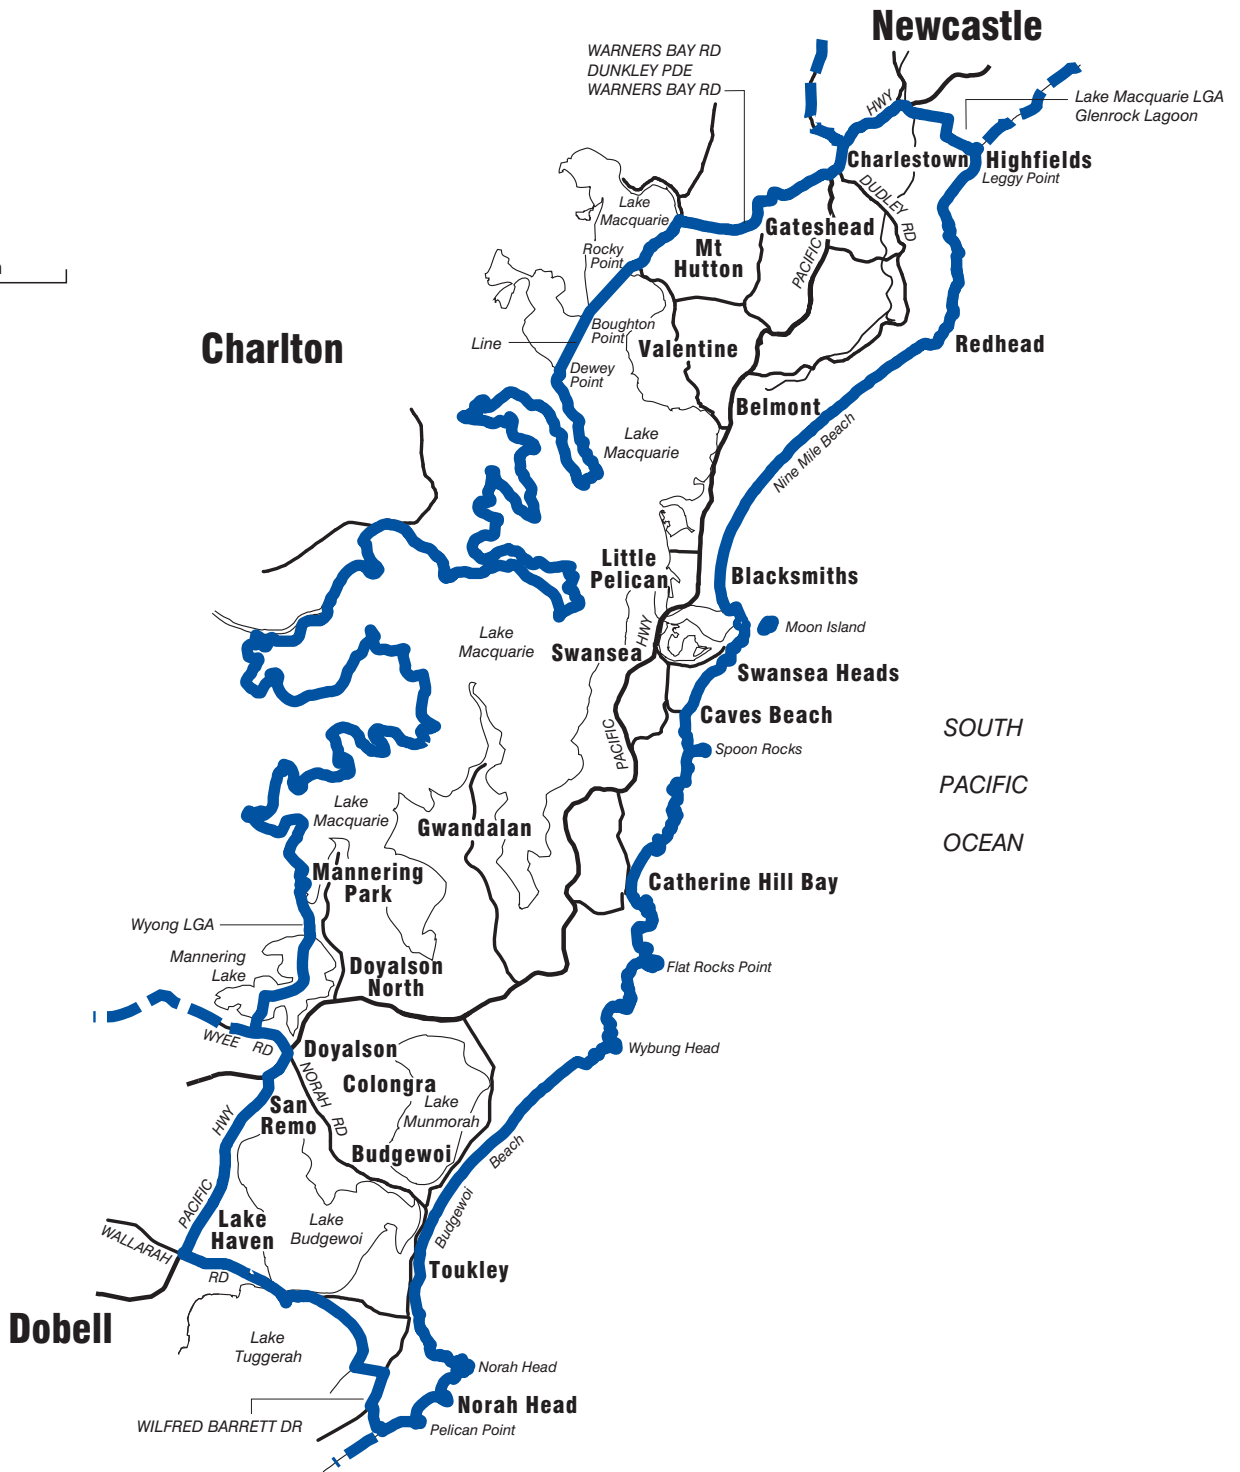 Newcastle
WARNERS BAY RD
DUNKLEY PDE
WARNERS BAY RD
HWY
Lake Macquarie LGA
Glenrock Lagoon
Charlestown
Highfields
Leggy Point
DUDLEY RD
Lake
Macquarie
Gateshead
Rocky
Point
Mt
Hutton
PACIFIC
Charlton
Line
Boughton
Point
Valentine
Redhead
Dewey
Point
Belmont
Lake
Macquarie
Nine Mile Beach
Little
Pelican
Blacksmiths
Moon Island
HWY
Lake
Macquarie
Swansea
Swansea Heads
Caves Beach
PACIFIC
Spoon Rocks
SOUTH
PACIFIC
OCEAN
Lake
Macquarie
Gwandalan
Mannering
Park
Catherine Hill Bay
Wyong LGA
Mannering
Lake
Doyalson
North
Flat Rocks Point
WYEE RD
Doyalson
Wybung Head
NORAH RD
Colongra
San
Remo
Lake
Munmorah
HWY
Budgewoi
Budgewoi Beach
PACIFIC
Lake
Haven
Lake
Budgewoi
WALLARAH RD
Toukley
Dobell
Lake
Tuggerah
Norah Head
Norah Head
WILFRED BARRETT DR
Pelican Point